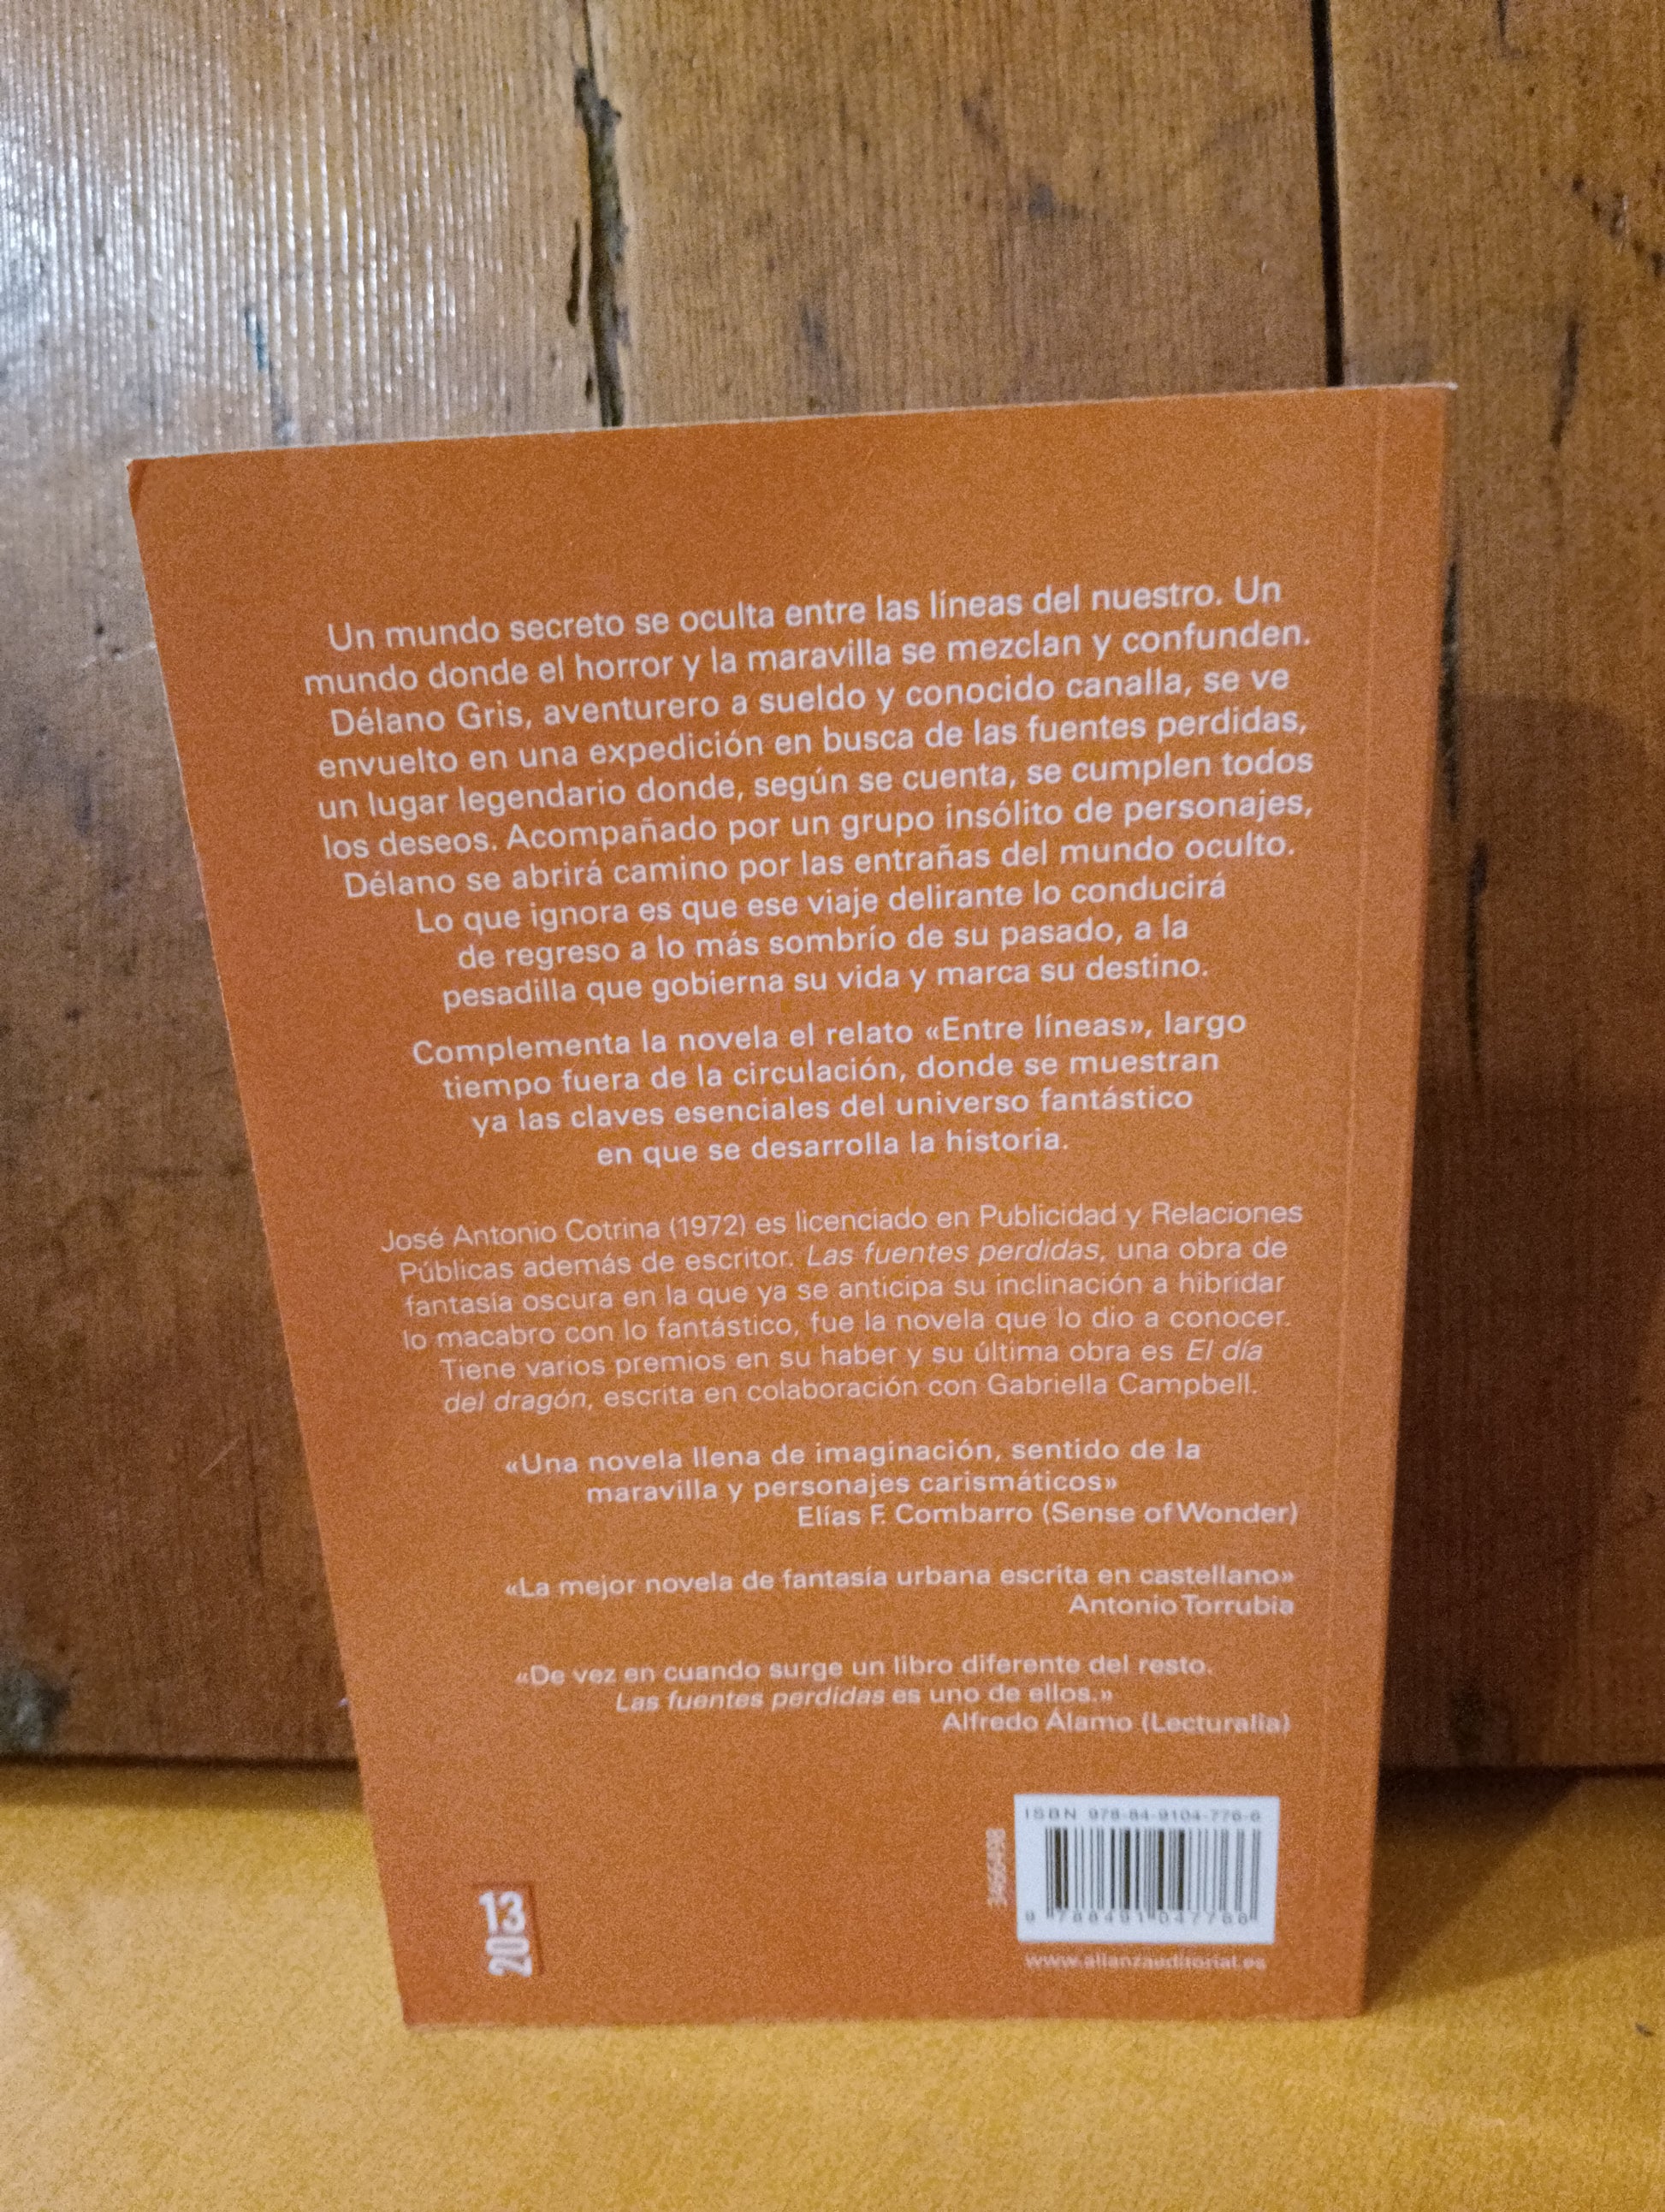 Un mundo secreto se oculta entre las líneas del nuestro. Un
mundo donde el horror y la maravilla se mezclan y confunden.
Délano Gris, aventurero a sueldo y conocido canalla, se ve
envuelto en una expedición en busca de las fuentes perdidas,
un lugar legendario donde, según se cuenta, se cumplen todos
los deseos. Acompañado por un grupo insólito de personajes,
Délano se abrirá camino por las entrañas del mundo oculto.
Lo que ignora es que ese viaje delirante lo conducirá
de regreso a lo más sombrío de su pasado, a la
pesadilla que gobierna su vida y marca su destino.
Complementa la novela el relato «Entre líneas», largo
tiempo fuera de la circulación, donde se muestran
ya las claves esenciales del universo fantástico
en que se desarrolla la historia.
José Antonio Cotrina (1972) es licenciado en Publicidad y Relaciones
Públicas además de escritor. Las fuentes perdidas, una obra de
fantasía oscura en la que ya se anticipa su inclinación a hibridar
lo macabro con lo fantástico, fue la novela que lo dio a conocer.
Tiene varios premios en su haber y su última obra es El día
del dragón, escrita en colaboración con Gabriella Campbell.
«Una novela llena de imaginación, sentido de la
maravilla y personajes carismáticos»
Elías F. Combarro (Sense of Wonder)
«La mejor novela de fantasía urbana escrita en castellano»
Antonio Torrubia
«De vez en cuando surge un libro diferente del resto.
Las fuentes perdidas es uno de ellos.»
Alfredo Álamo (Lecturalia)
ISBN 978-84-9104-776-6
3466498
9 788491 047766
www.alianzaeditorial.es
13
20